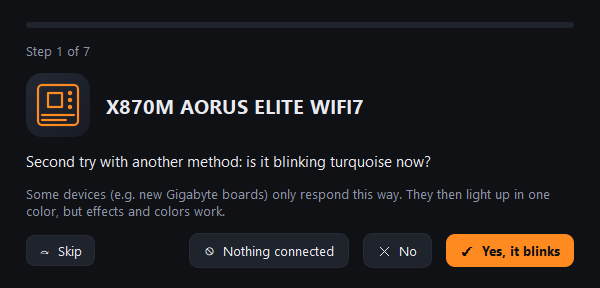 Step 1 of 7
X870M AORUS ELITE WIFI7
Second try with another method: is it blinking turquoise now?
Some devices (e.g. new Gigabyte boards) only respond this way. They then light up in one
color, but effects and colors work.
Skip
Nothing connected
No
Yes, it blinks